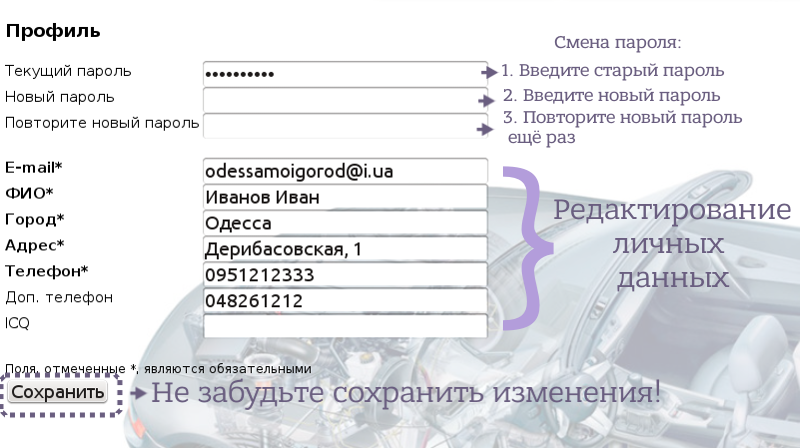 Профиль
Смена пароля:
Текущий пароль •••••••••• 1. Введите старый пароль
Новый пароль 2. Введите новый пароль
Повторите новый пароль 3. Повторите новый пароль
ещё раз
E-mail* odessamoigorod@i.ua
ФИО* Иванов Иван
Город* Одесса
Адрес* Дерибасовская, 1
Телефон* 0951212333
Доп. телефон 048261212
ICQ
Редактирование
личных
данных
Поля, отмеченные *, являются обязательными
Сохранить Не забудьте сохранить изменения!